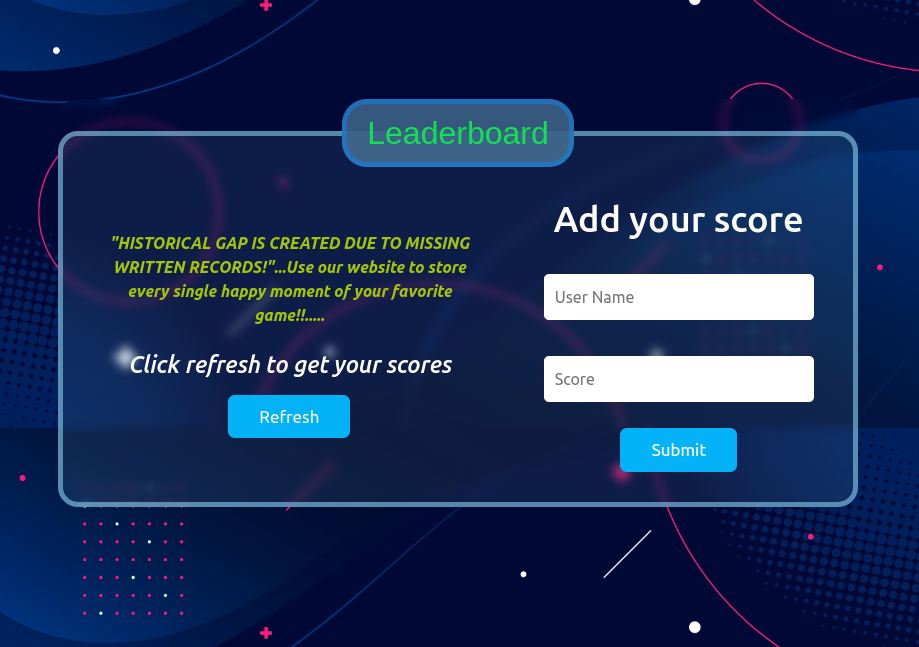 Leaderboard
"HISTORICAL GAP IS CREATED DUE TO MISSING
WRITTEN RECORDS!"...Use our website to store
every single happy moment of your favorite
game!!.....
Click refresh to get your scores
Refresh
Add your score
User Name
Score
Submit